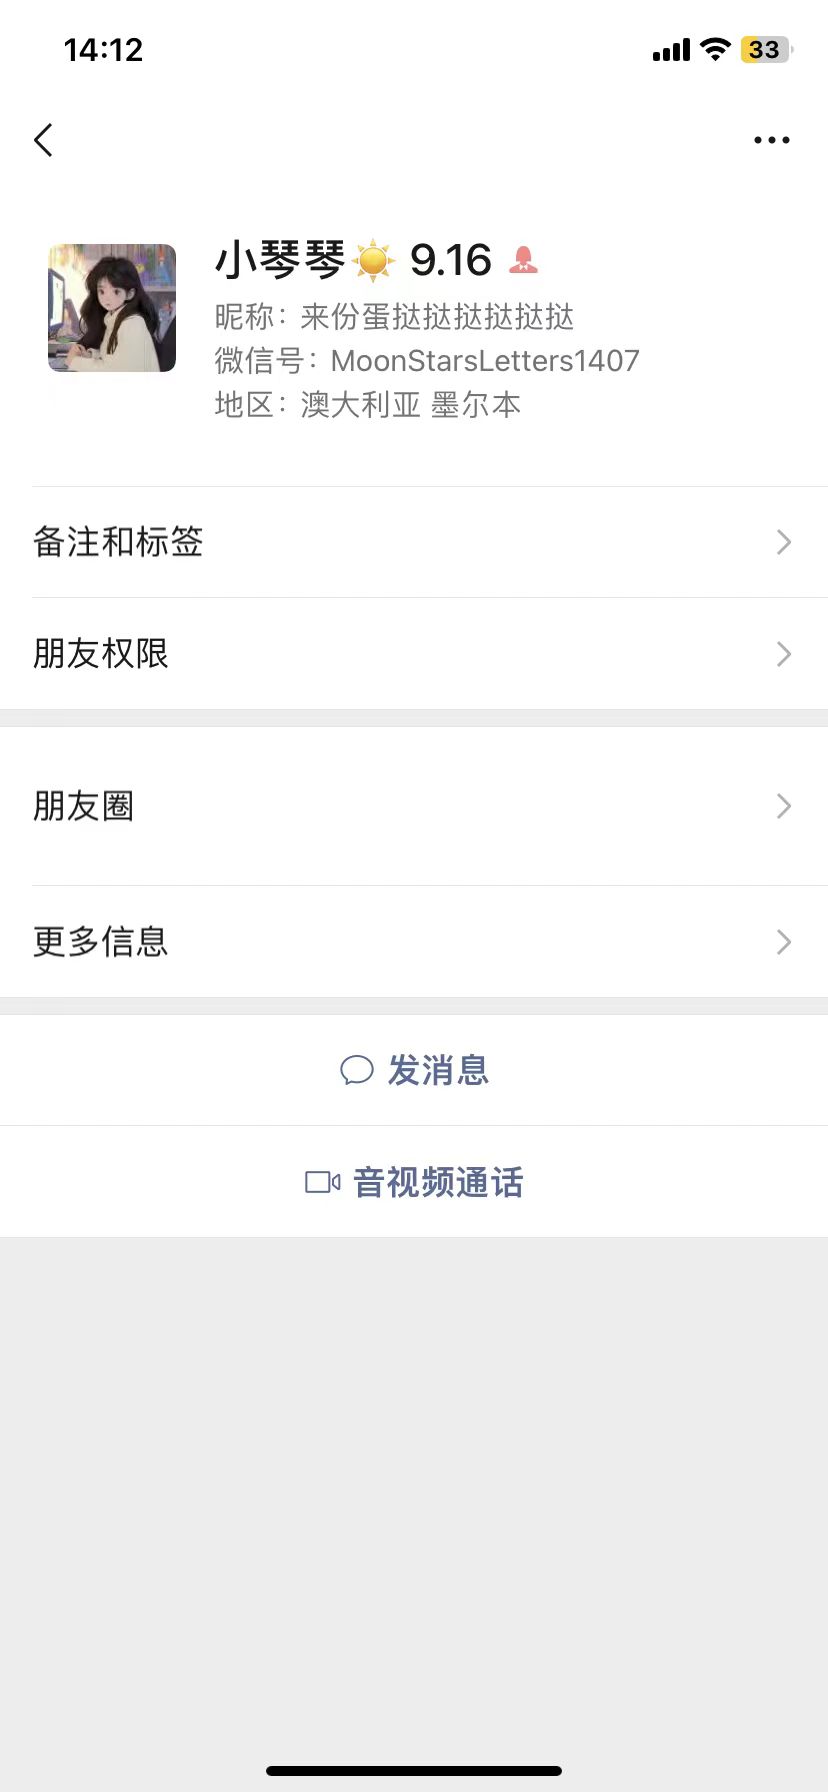 14:12
33
小琴琴☀️ 9.16
昵称：来份蛋挞挞挞挞挞挞
微信号：MoonStarsLetters1407
地区：澳大利亚 墨尔本
备注和标签
朋友权限
朋友圈
更多信息
发消息
音视频通话